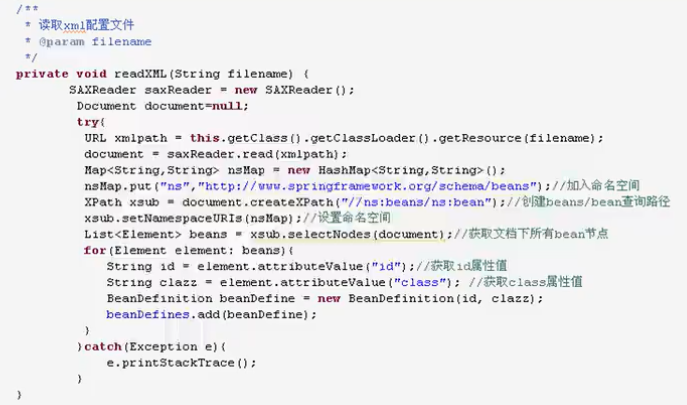 /**
 * 读取xml配置文件
 * @param filename
 */
private void readXML(String filename) {
        SAXReader saxReader = new SAXReader();
         Document document=null;
         try{
          URL xmlpath = this.getClass().getClassLoader().getResource(filename);
          document = saxReader.read(xmlpath);
          Map<String,String> nsMap = new HashMap<String,String>();
          nsMap.put("ns","http://www.springframework.org/schema/beans");//加入命名空间
          XPath xsub = document.createXPath("//ns:beans/ns:bean");//创建beans/bean查询路径
          xsub.setNamespaceURIs(nsMap);//设置命名空间
          List<Element> beans = xsub.selectNodes(document);//获取文档下所有bean节点
          for(Element element: beans){
             String id = element.attributeValue("id");//获取id属性值
             String clazz = element.attributeValue("class"); //获取class属性值
             BeanDefinition beanDefine = new BeanDefinition(id, clazz);
             beanDefines.add(beanDefine);
          }
         }catch(Exception e){
             e.printStackTrace();
         }
}